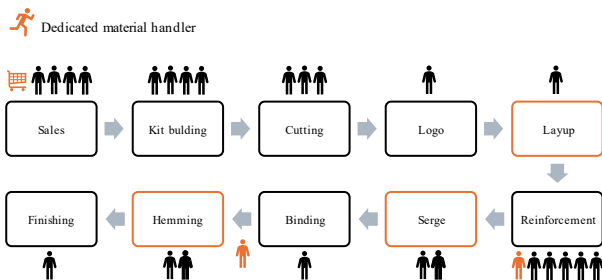 Dedicated material handler
Sales
Kit bulding
Cutting
Logo
Layup
Finishing
Hemming
Binding
Serge
Reinforcement